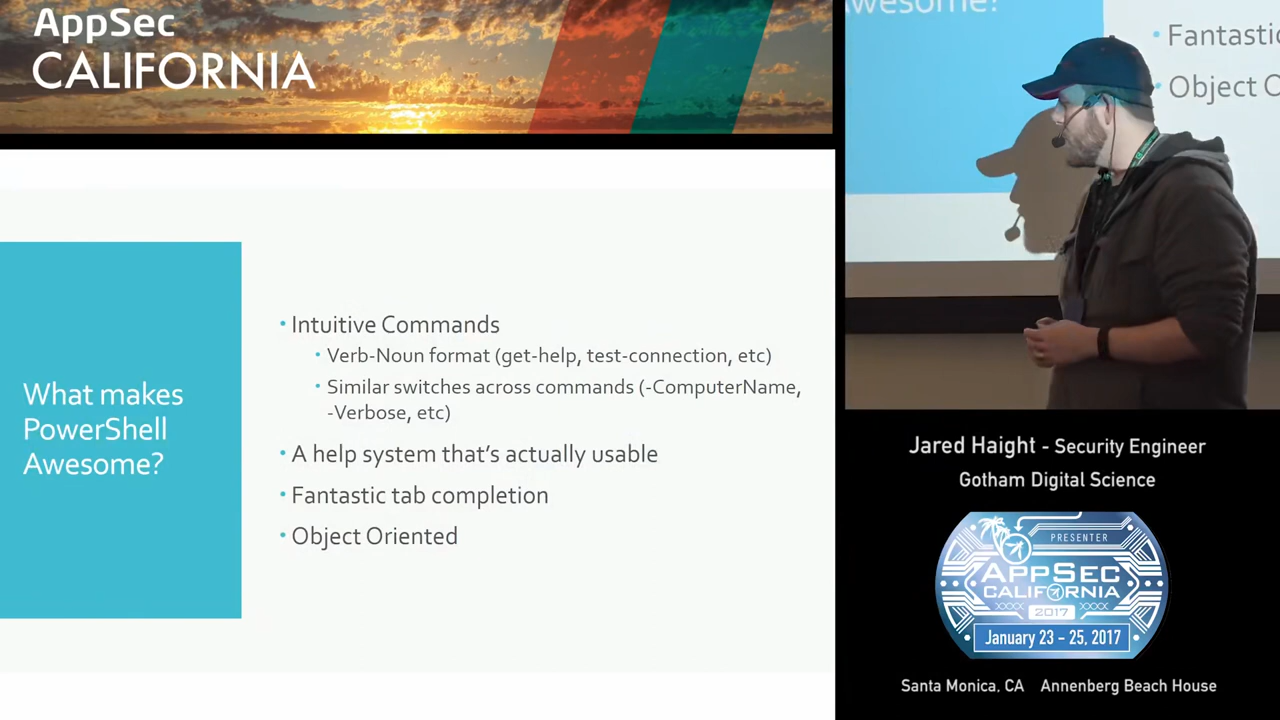 AppSec
CALIFORNIA
What makes
PowerShell
Awesome?
• Intuitive Commands
• Verb-Noun format (get-help, test-connection, etc)
• Similar switches across commands (-ComputerName,
-Verbose, etc)
• A help system that's actually usable
• Fantastic tab completion
• Object Oriented
Awesome?
• Fantastic
• Object O
Jared Haight - Security Engineer
Gotham Digital Science
PRESENTER
APPSEC
CALIFORNIA
2017
January 23 - 25, 2017
Santa Monica, CA Annenberg Beach House